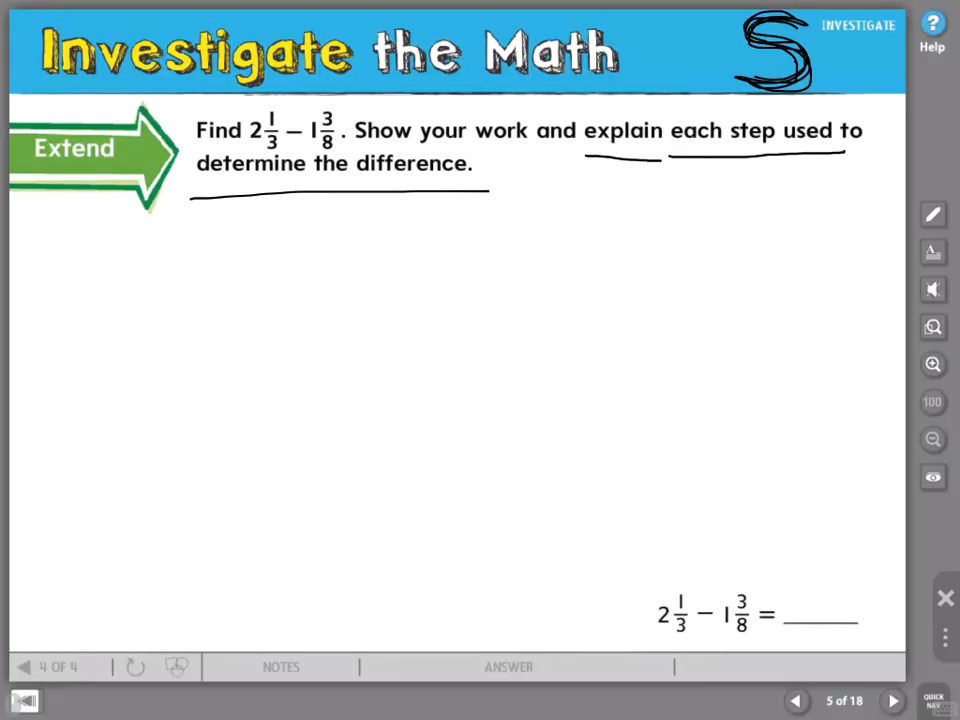 Investigate the Math
S
INVESTIGATE
Help
Extend
Find 2 1/3 – 1 3/8. Show your work and explain each step used to
determine the difference.
A
100
2 1/3 – 1 3/8 = ______
4 OF 4
NOTES
ANSWER
5 of 18
QUICK
NAV